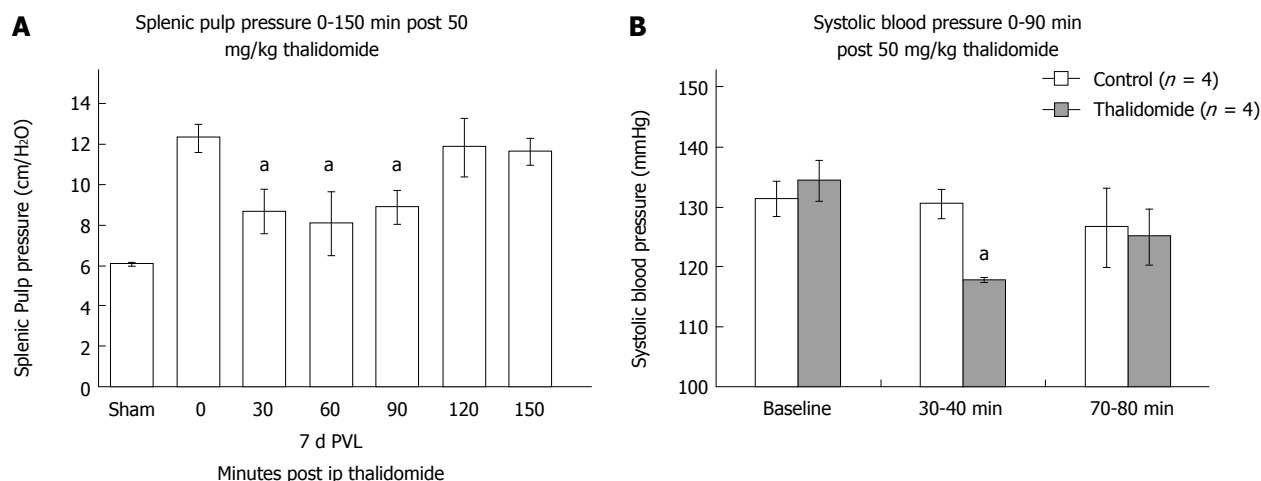 A
Splenic pulp pressure 0-150 min post 50
mg/kg thalidomide
Splenic Pulp pressure (cm/H₂O)
14
12
10
8
6
4
2
0
Sham 0 30 60 90 120 150
a a a
7 d PVL
Minutes post ip thalidomide
B
Systolic blood pressure 0-90 min
post 50 mg/kg thalidomide
Control (n = 4)
Thalidomide (n = 4)
Systolic blood pressure (mmHg)
150
140
130
120
110
100
a
Baseline 30-40 min 70-80 min